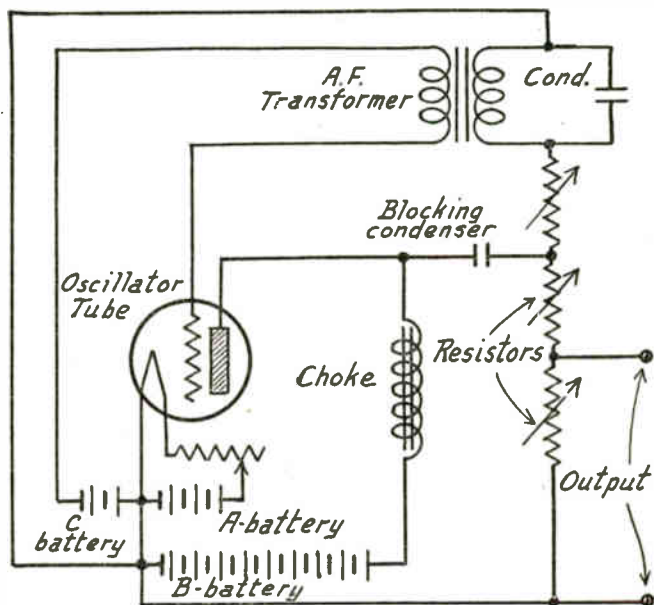 A.F.
Transformer
Cond.
Blocking
condenser
Oscillator
Tube
Choke
Resistors
Output
C
battery
A-battery
B-battery